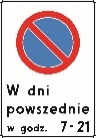 W dni
powszednie
w godz. 7-21